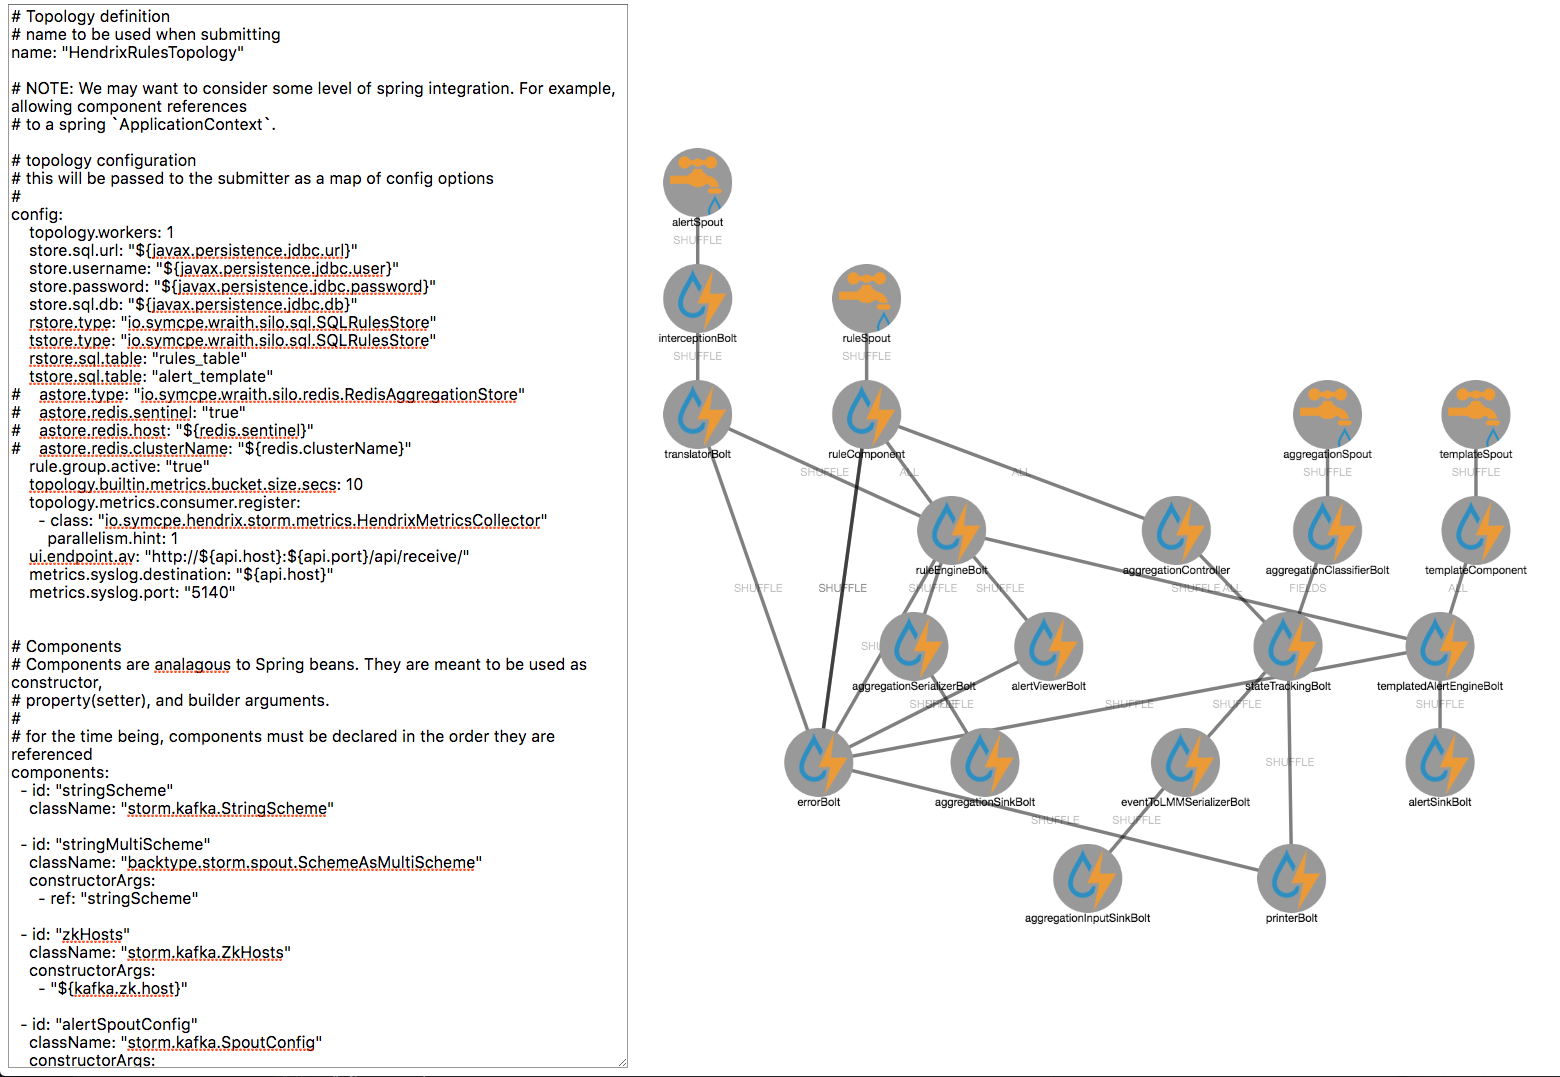 # Topology definition
# name to be used when submitting
name: "HendrixRulesTopology"
# NOTE: We may want to consider some level of spring integration. For example,
allowing component references
# to a spring `ApplicationContext`.
# topology configuration
# this will be passed to the submitter as a map of config options
#
config:
topology.workers: 1
store.sql.url: "${javax.persistence.jdbc.url}"
store.username: "${javax.persistence.jdbc.user}"
store.password: "${javax.persistence.jdbc.password}"
store.sql.db: "${javax.persistence.jdbc.db}"
rstore.type: "io.symcpe.wraith.silo.sql.SQLRulesStore"
tstore.type: "io.symcpe.wraith.silo.sql.SQLRulesStore"
rstore.sql.table: "rules_table"
tstore.sql.table: "alert_template"
# astore.type: "io.symcpe.wraith.silo.redis.RedisAggregationStore"
# astore.redis.sentinel: "true"
# astore.redis.host: "${redis.sentinel}"
# astore.redis.clusterName: "${redis.clusterName}"
rule.group.active: "true"
topology.builtin.metrics.bucket.size.secs: 10
topology.metrics.consumer.register:
- class: "io.symcpe.hendrix.storm.metrics.HendrixMetricsCollector"
parallelism.hint: 1
ui.endpoint.av: "http://${api.host}:${api.port}/api/receive/"
metrics.syslog.destination: "${api.host}"
metrics.syslog.port: "5140"
# Components
# Components are analagous to Spring beans. They are meant to be used as
constructor,
# property(setter), and builder arguments.
#
# for the time being, components must be declared in the order they are
referenced
components:
- id: "stringScheme"
className: "storm.kafka.StringScheme"
- id: "stringMultiScheme"
className: "backtype.storm.spout.SchemeAsMultiScheme"
constructorArgs:
- ref: "stringScheme"
- id: "zkHosts"
className: "storm.kafka.ZkHosts"
constructorArgs:
- "${kafka.zk.host}"
- id: "alertSpoutConfig"
className: "storm.kafka.SpoutConfig"
constructorArgs:
alertSpout
SHUFFLE
interceptionBolt
ruleSpout
SHUFFLE
SHUFFLE
translatorBolt
ruleComponent
aggregationSpout
templateSpout
SHUFFLE
ALL
ALL
SHUFFLE
SHUFFLE
ruleEngineBolt
aggregationController
aggregationClassifierBolt
templateComponent
SHUFFLE
SHUFFLE
SHUFFLE
SHUFFLE
SHUFFLE
ALL
FIELDS
ALL
aggregationSerializerBolt
alertViewerBolt
stateTrackingBolt
templatedAlertEngineBolt
SHUFFLE
SHUFFLE
SHUFFLE
errorBolt
aggregationSinkBolt
eventToLMMSerializerBolt
SHUFFLE
alertSinkBolt
SHUFFLE
SHUFFLE
aggregationInputSinkBolt
printerBolt